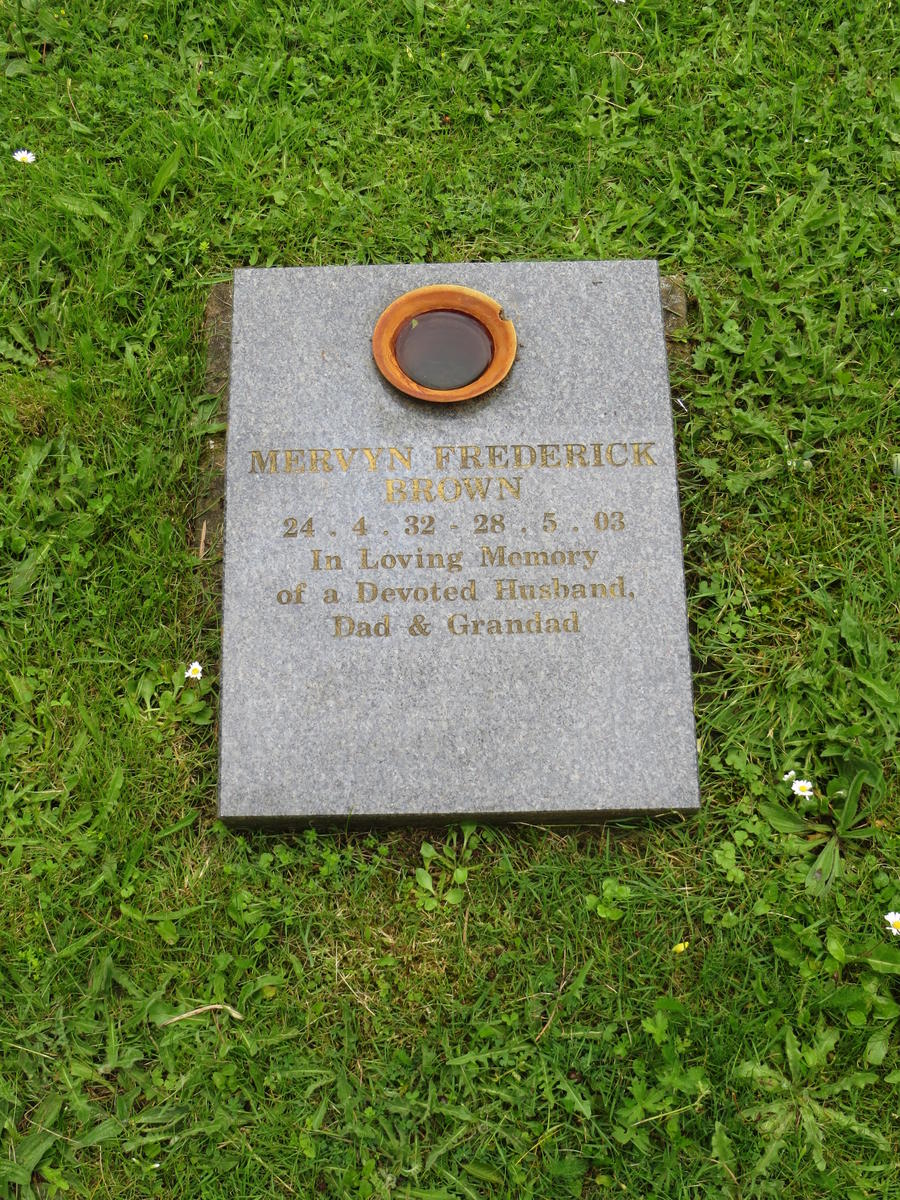 MERVYN FREDERICK
BROWN
24 . 4 . 32 - 28 . 5 . 03
In Loving Memory
of a Devoted Husband,
Dad & Grandad